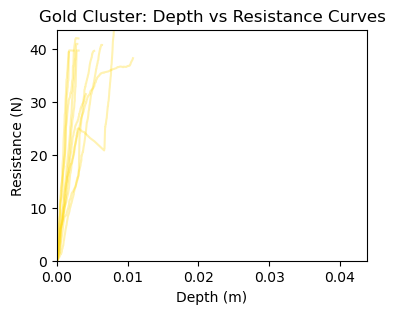 Gold Cluster: Depth vs Resistance Curves
Resistance (N)
40
30
20
10
0
0.00 0.01 0.02 0.03 0.04
Depth (m)